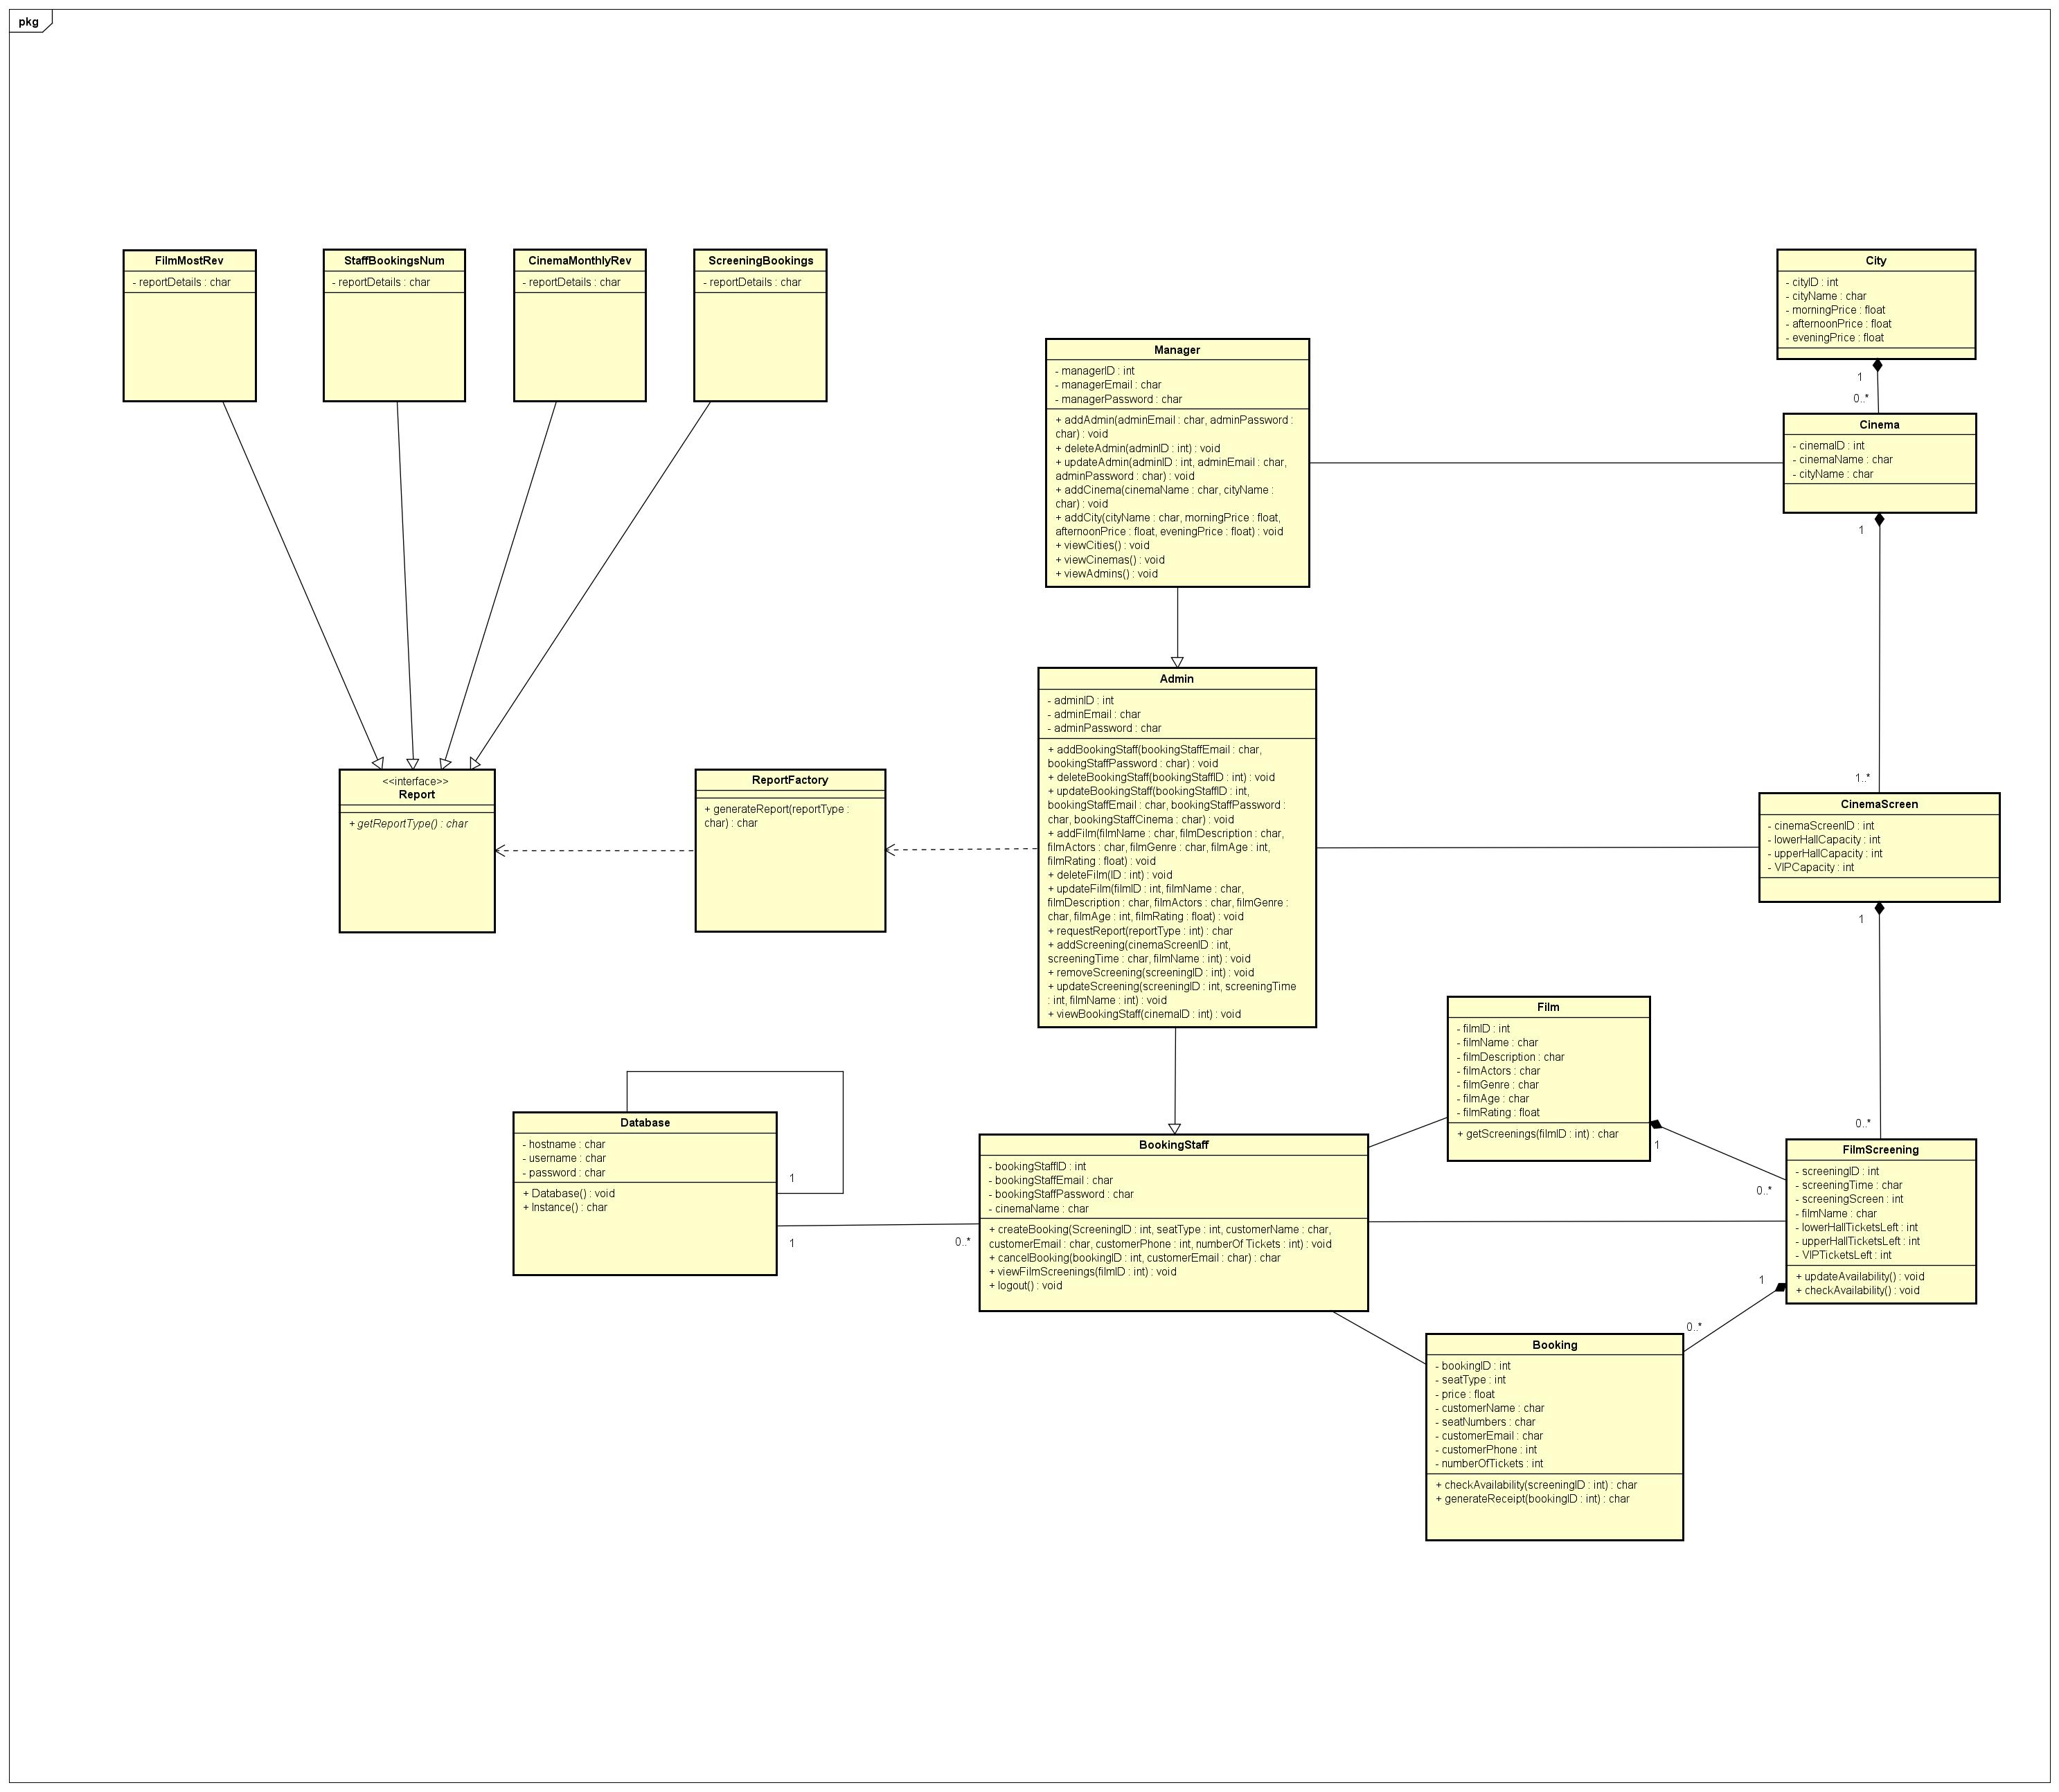 pkg
FilmMostRev
- reportDetails : char
StaffBookingsNum
- reportDetails : char
CinemaMonthlyRev
- reportDetails : char
ScreeningBookings
- reportDetails : char
City
- cityID : int
- cityName : char
- morningPrice : float
- afternoonPrice : float
- eveningPrice : float
1
0..*
Manager
- managerID : int
- managerEmail : char
- managerPassword : char
+ addAdmin(adminEmail : char, adminPassword :
char) : void
+ deleteAdmin(adminID : int) : void
+ updateAdmin(adminID : int, adminEmail : char,
adminPassword : char) : void
+ addCinema(cinemaName : char, cityName :
char) : void
+ addCity(cityName : char, morningPrice : float,
afternoonPrice : float, eveningPrice : float) : void
+ viewCities() : void
+ viewCinemas() : void
+ viewAdmins() : void
Cinema
- cinemaID : int
- cinemaName : char
- cityName : char
1
1..*
<<interface>>
Report
+ getReportType() : char
ReportFactory
+ generateReport(reportType :
char) : char
Admin
- adminID : int
- adminEmail : char
- adminPassword : char
+ addBookingStaff(bookingStaffEmail : char,
bookingStaffPassword : char) : void
+ deleteBookingStaff(bookingStaffID : int) : void
+ updateBookingStaff(bookingStaffID : int,
bookingStaffEmail : char, bookingStaffPassword :
char, bookingStaffCinema : char) : void
+ addFilm(filmName : char, filmDescription : char,
filmActors : char, filmGenre : char, filmAge : int,
filmRating : float) : void
+ deleteFilm(ID : int) : void
+ updateFilm(filmID : int, filmName : char,
filmDescription : char, filmActors : char, filmGenre :
char, filmAge : int, filmRating : float) : void
+ requestReport(reportType : int) : char
+ addScreening(cinemaScreenID : int,
screeningTime : char, filmName : int) : void
+ removeScreening(screeningID : int) : void
+ updateScreening(screeningID : int, screeningTime
: int, filmName : int) : void
+ viewBookingStaff(cinemaID : int) : void
CinemaScreen
- cinemaScreenID : int
- lowerHallCapacity : int
- upperHallCapacity : int
- VIPCapacity : int
1
0..*
Film
- filmID : int
- filmName : char
- filmDescription : char
- filmActors : char
- filmGenre : char
- filmAge : char
- filmRating : float
+ getScreenings(filmID : int) : char
1
0..*
Database
- hostname : char
- username : char
- password : char
+ Database() : void
+ Instance() : char
1
1
0..*
BookingStaff
- bookingStaffID : int
- bookingStaffEmail : char
- bookingStaffPassword : char
- cinemaName : char
+ createBooking(ScreeningID : int, seatType : int, customerName : char,
customerEmail : char, customerPhone : int, numberOf Tickets : int) : void
+ cancelBooking(bookingID : int, customerEmail : char) : char
+ viewFilmScreenings(filmID : int) : void
+ logout() : void
FilmScreening
- screeningID : int
- screeningTime : char
- screeningScreen : int
- filmName : char
- lowerHallTicketsLeft : int
- upperHallTicketsLeft : int
- VIPTicketsLeft : int
+ updateAvailability() : void
+ checkAvailability() : void
1
0..*
Booking
- bookingID : int
- seatType : int
- price : float
- customerName : char
- seatNumbers : char
- customerEmail : char
- customerPhone : int
- numberOfTickets : int
+ checkAvailability(screeningID : int) : char
+ generateReceipt(bookingID : int) : char